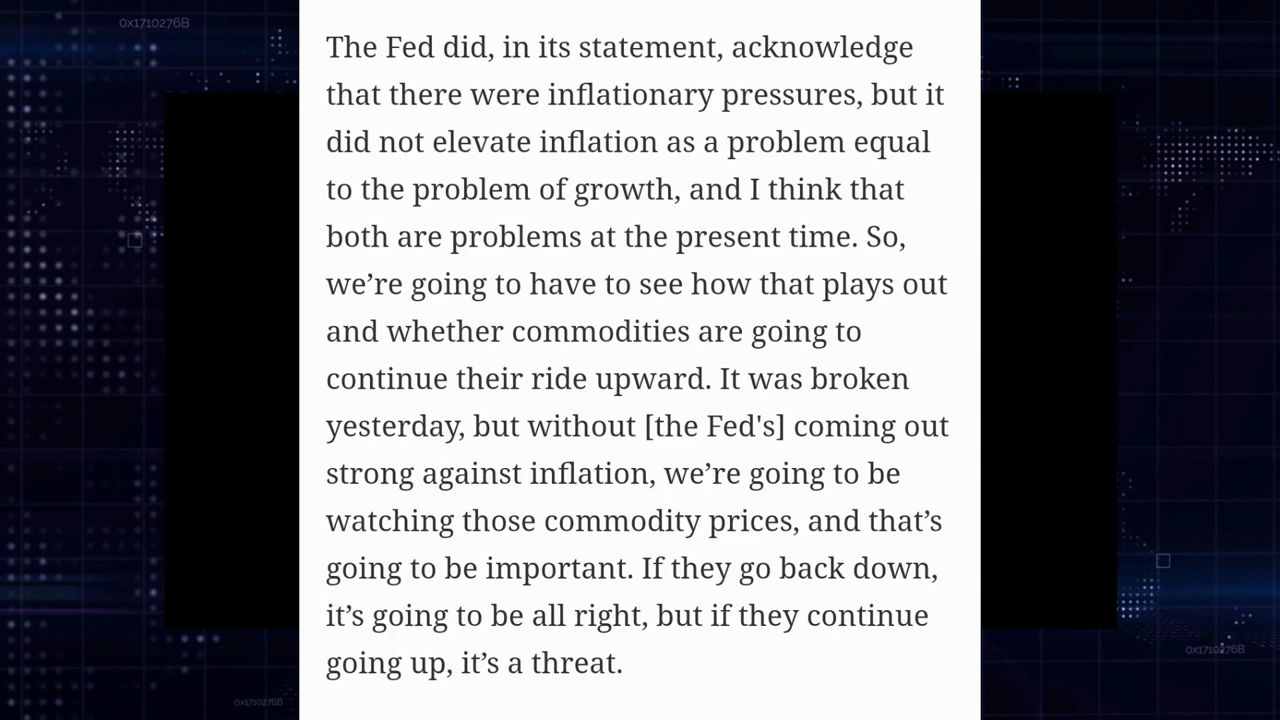 0x1710276B
The Fed did, in its statement, acknowledge
that there were inflationary pressures, but it
did not elevate inflation as a problem equal
to the problem of growth, and I think that
both are problems at the present time. So,
we’re going to have to see how that plays out
and whether commodities are going to
continue their ride upward. It was broken
yesterday, but without [the Fed's] coming out
strong against inflation, we’re going to be
watching those commodity prices, and that’s
going to be important. If they go back down,
it’s going to be all right, but if they continue
going up, it’s a threat.
0x1710276B
0x1710276B